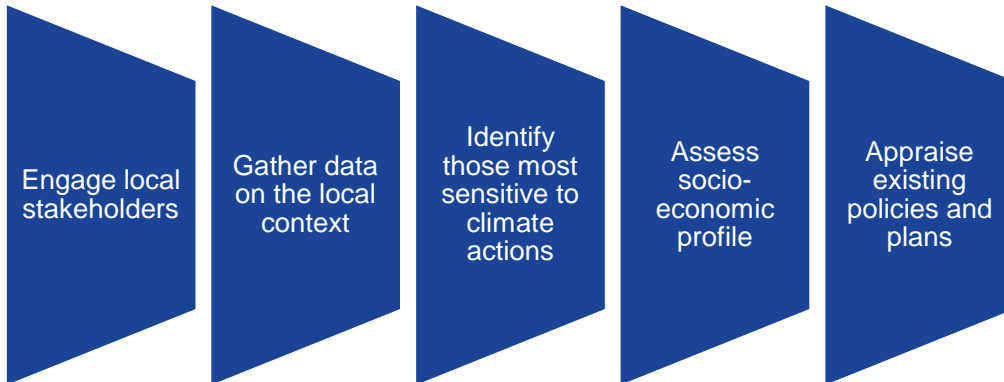 Engage local
stakeholders
Gather data
on the local
context
Identify
those most
sensitive to
climate
actions
Assess
socio-
economic
profile
Appraise
existing
policies and
plans